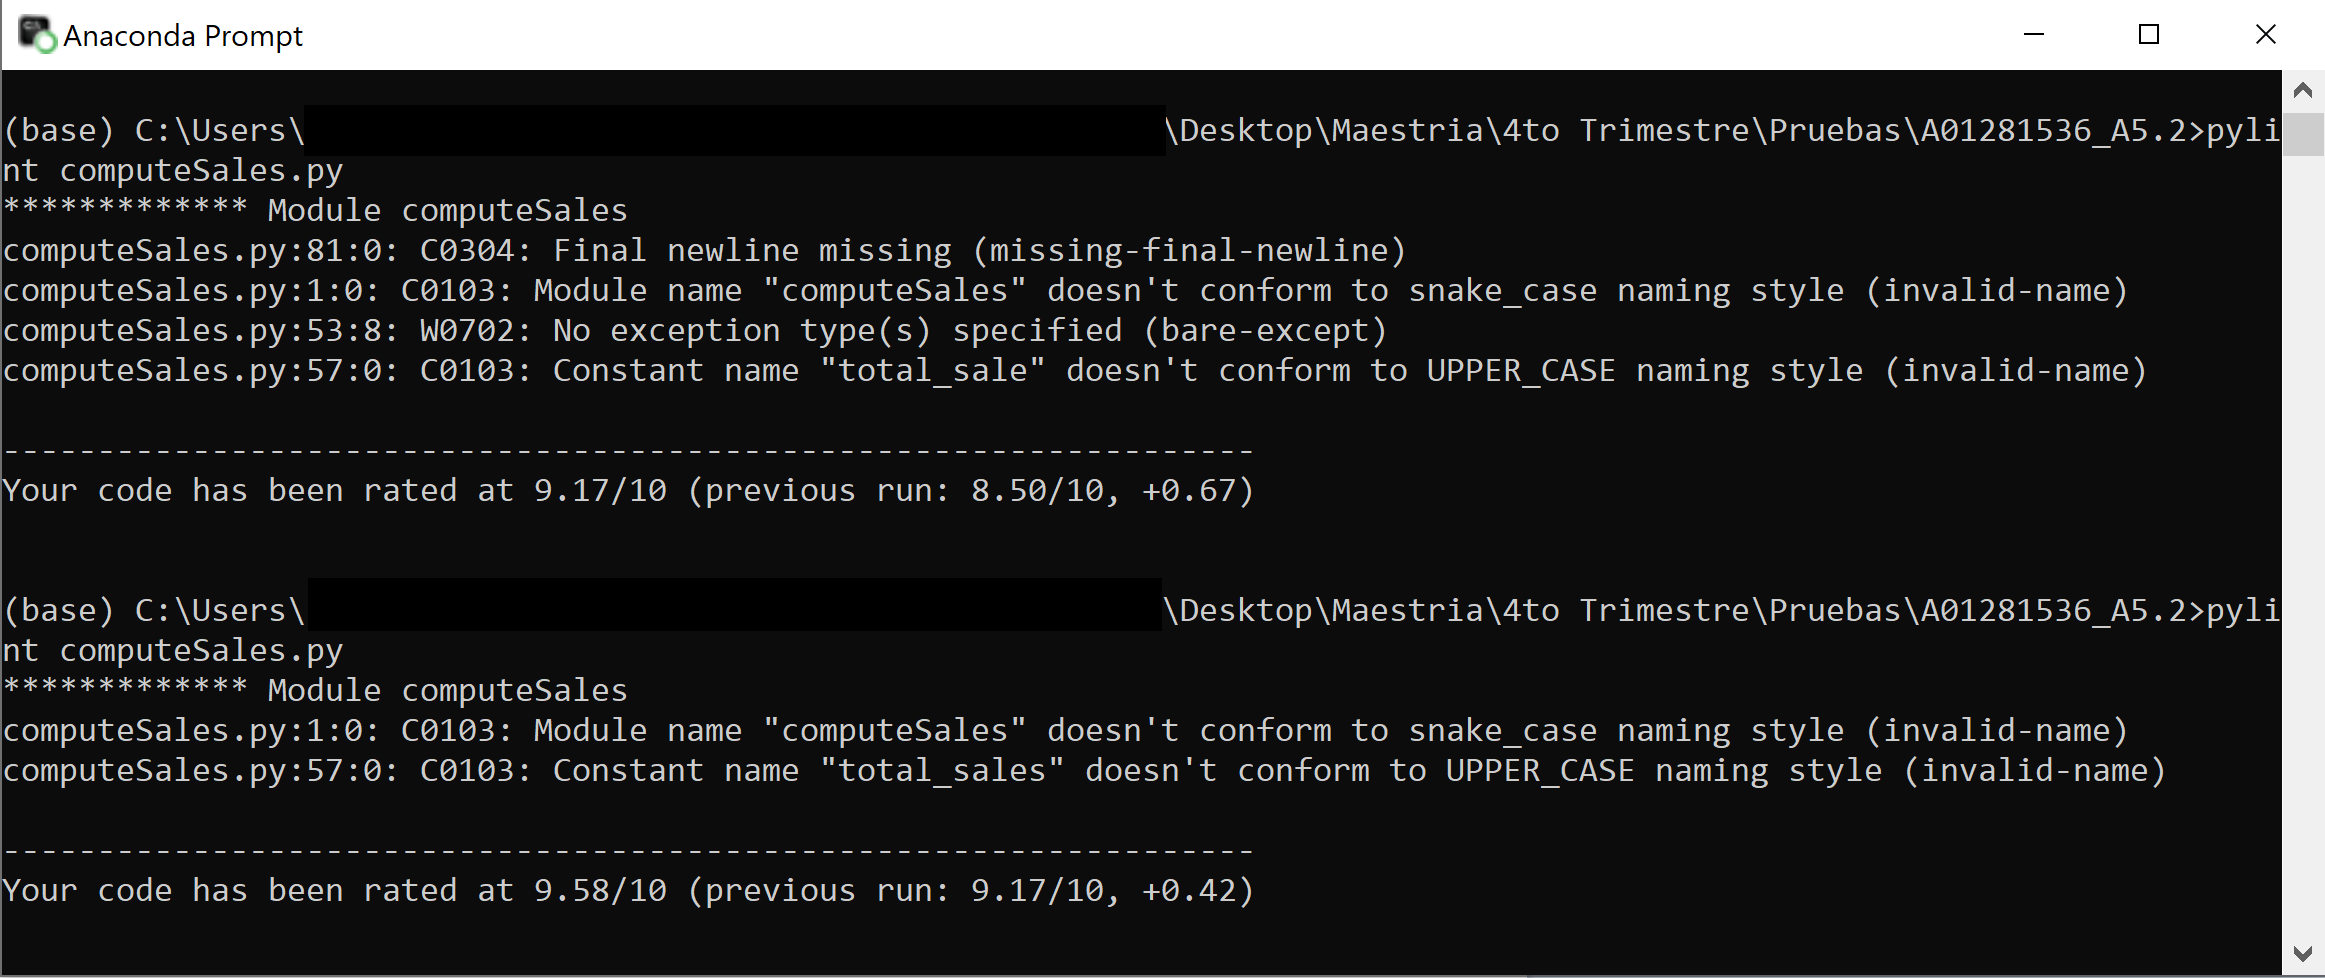 Anaconda Prompt
(base) C:\Users\ \Desktop\Maestria\4to Trimestre\Pruebas\A01281536_A5.2>pyli
nt computeSales.py
************* Module computeSales
computeSales.py:81:0: C0304: Final newline missing (missing-final-newline)
computeSales.py:1:0: C0103: Module name "computeSales" doesn't conform to snake_case naming style (invalid-name)
computeSales.py:53:8: W0702: No exception type(s) specified (bare-except)
computeSales.py:57:0: C0103: Constant name "total_sale" doesn't conform to UPPER_CASE naming style (invalid-name)
------------------------------------------------------------------
Your code has been rated at 9.17/10 (previous run: 8.50/10, +0.67)
(base) C:\Users\ \Desktop\Maestria\4to Trimestre\Pruebas\A01281536_A5.2>pyli
nt computeSales.py
************* Module computeSales
computeSales.py:1:0: C0103: Module name "computeSales" doesn't conform to snake_case naming style (invalid-name)
computeSales.py:57:0: C0103: Constant name "total_sales" doesn't conform to UPPER_CASE naming style (invalid-name)
------------------------------------------------------------------
Your code has been rated at 9.58/10 (previous run: 9.17/10, +0.42)